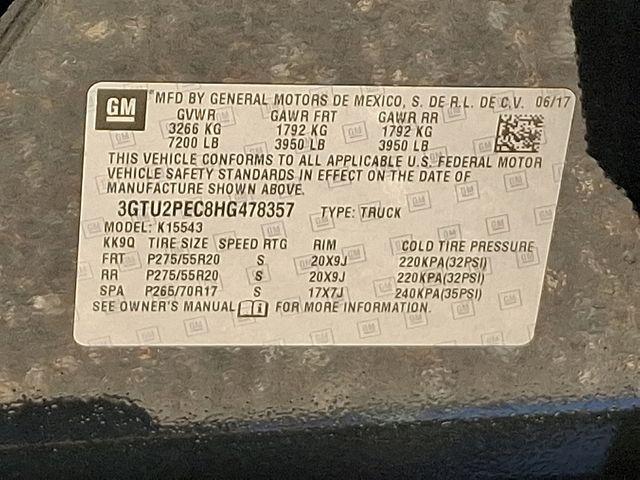 GM
MFD BY GENERAL MOTORS DE MEXICO, S. DE R.L. DE C.V. 06/17
GVWR GAWR FRT GAWR RR
3266 KG 1792 KG 1792 KG
7200 LB 3950 LB 3950 LB
THIS VEHICLE CONFORMS TO ALL APPLICABLE U.S. FEDERAL MOTOR
VEHICLE SAFETY STANDARDS IN EFFECT ON THE DATE OF
MANUFACTURE SHOWN ABOVE.
3GTU2PEC8HG478357 TYPE: TRUCK
MODEL: K15543
KK9Q TIRE SIZE SPEED RTG RIM COLD TIRE PRESSURE
FRT P275/55R20 S 20X9J 220KPA(32PSI)
RR P275/55R20 S 20X9J 220KPA(32PSI)
SPA P265/70R17 S 17X7J 240KPA(35PSI)
SEE OWNER'S MANUAL i FOR MORE INFORMATION.